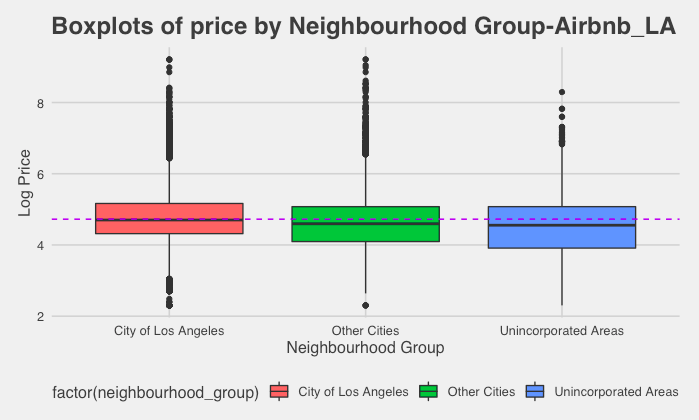 Boxplots of price by Neighbourhood Group-Airbnb_LA
Log Price
8
6
4
2
City of Los Angeles Other Cities Unincorporated Areas
Neighbourhood Group
factor(neighbourhood_group) City of Los Angeles Other Cities Unincorporated Areas